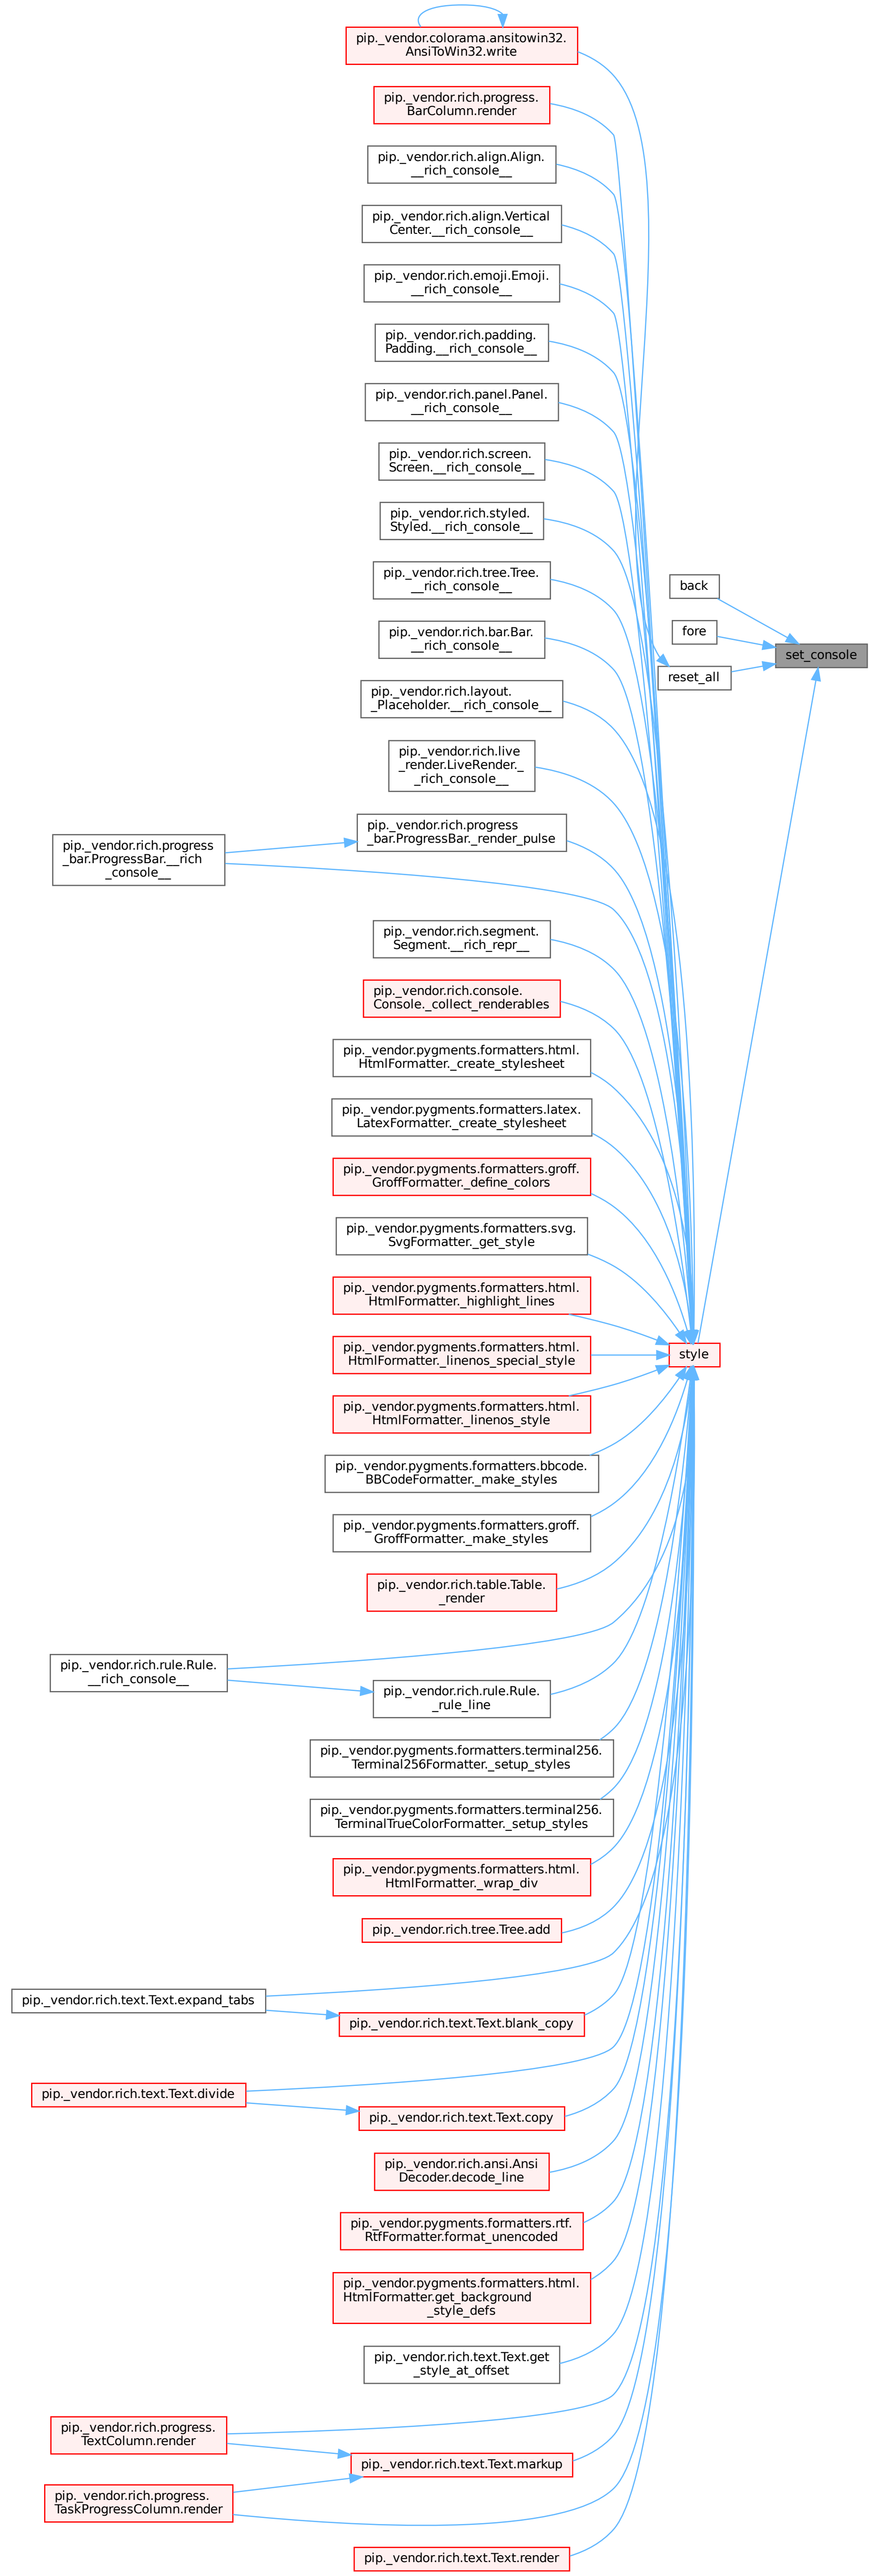 pip._vendor.colorama.ansitowin32.
AnsiToWin32.write
pip._vendor.rich.progress.
BarColumn.render
pip._vendor.rich.align.Align.
__rich_console__
pip._vendor.rich.align.Vertical
Center.__rich_console__
pip._vendor.rich.emoji.Emoji.
__rich_console__
pip._vendor.rich.padding.
Padding.__rich_console__
pip._vendor.rich.panel.Panel.
__rich_console__
pip._vendor.rich.screen.
Screen.__rich_console__
pip._vendor.rich.styled.
Styled.__rich_console__
pip._vendor.rich.tree.Tree.
__rich_console__
back
fore
pip._vendor.rich.bar.Bar.
__rich_console__
set_console
reset_all
pip._vendor.rich.layout.
_Placeholder.__rich_console__
pip._vendor.rich.live
_render.LiveRender._
_rich_console__
pip._vendor.rich.progress
_bar.ProgressBar._render_pulse
pip._vendor.rich.progress
_bar.ProgressBar.__rich
_console__
pip._vendor.rich.segment.
Segment.__rich_repr__
pip._vendor.rich.console.
Console._collect_renderables
pip._vendor.pygments.formatters.html.
HtmlFormatter._create_stylesheet
pip._vendor.pygments.formatters.latex.
LatexFormatter._create_stylesheet
pip._vendor.pygments.formatters.groff.
GroffFormatter._define_colors
pip._vendor.pygments.formatters.svg.
SvgFormatter._get_style
pip._vendor.pygments.formatters.html.
HtmlFormatter._highlight_lines
style
pip._vendor.pygments.formatters.html.
HtmlFormatter._linenos_special_style
pip._vendor.pygments.formatters.html.
HtmlFormatter._linenos_style
pip._vendor.pygments.formatters.bbcode.
BBCodeFormatter._make_styles
pip._vendor.pygments.formatters.groff.
GroffFormatter._make_styles
pip._vendor.rich.table.Table.
_render
pip._vendor.rich.rule.Rule.
__rich_console__
pip._vendor.rich.rule.Rule.
_rule_line
pip._vendor.pygments.formatters.terminal256.
Terminal256Formatter._setup_styles
pip._vendor.pygments.formatters.terminal256.
TerminalTrueColorFormatter._setup_styles
pip._vendor.pygments.formatters.html.
HtmlFormatter._wrap_div
pip._vendor.rich.tree.Tree.add
pip._vendor.rich.text.Text.expand_tabs
pip._vendor.rich.text.Text.blank_copy
pip._vendor.rich.text.Text.divide
pip._vendor.rich.text.Text.copy
pip._vendor.rich.ansi.Ansi
Decoder.decode_line
pip._vendor.pygments.formatters.rtf.
RtfFormatter.format_unencoded
pip._vendor.pygments.formatters.html.
HtmlFormatter.get_background
_style_defs
pip._vendor.rich.text.Text.get
_style_at_offset
pip._vendor.rich.progress.
TextColumn.render
pip._vendor.rich.text.Text.markup
pip._vendor.rich.progress.
TaskProgressColumn.render
pip._vendor.rich.text.Text.render